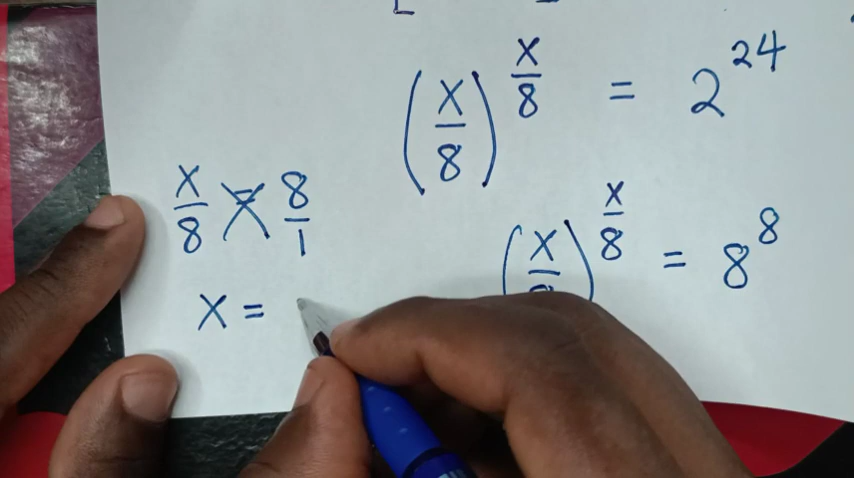 (x/8)^(x/8) = 2^24
x/8 = 8/1
(x/8)^(x/8) = 8^8
x =